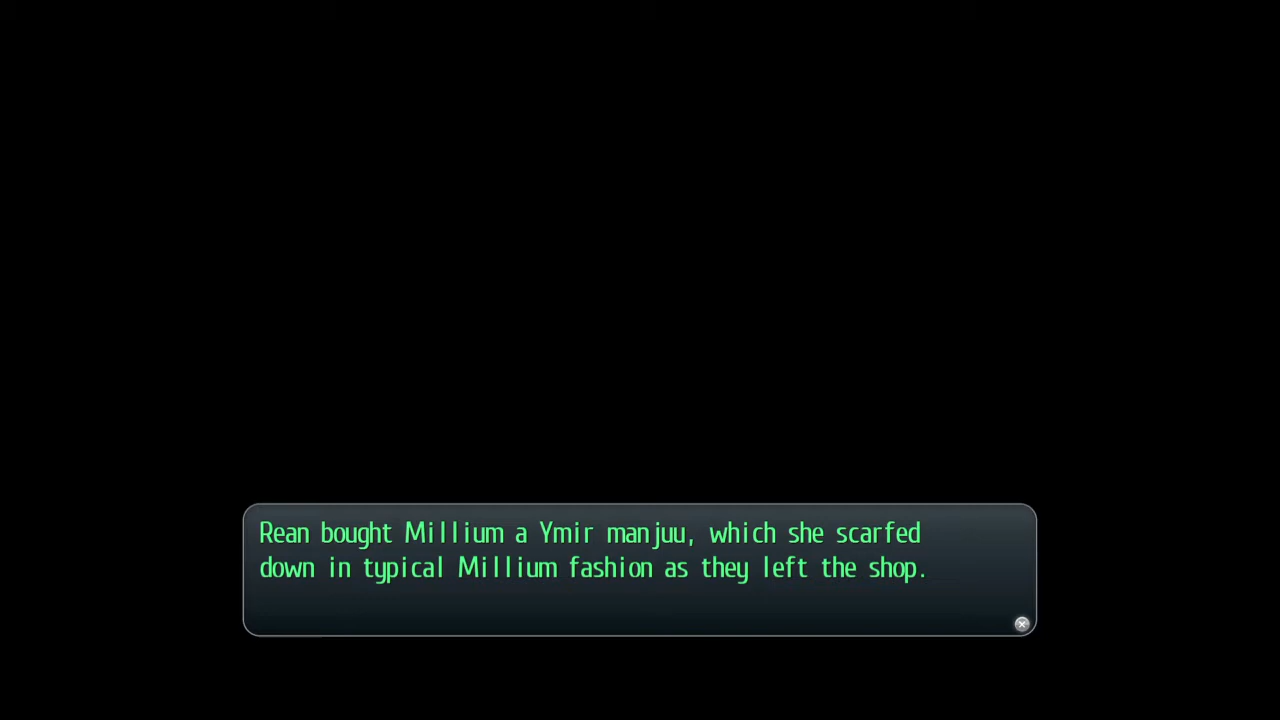 Rean bought Millium a Ymir manjuu, which she scarfed
down in typical Millium fashion as they left the shop.